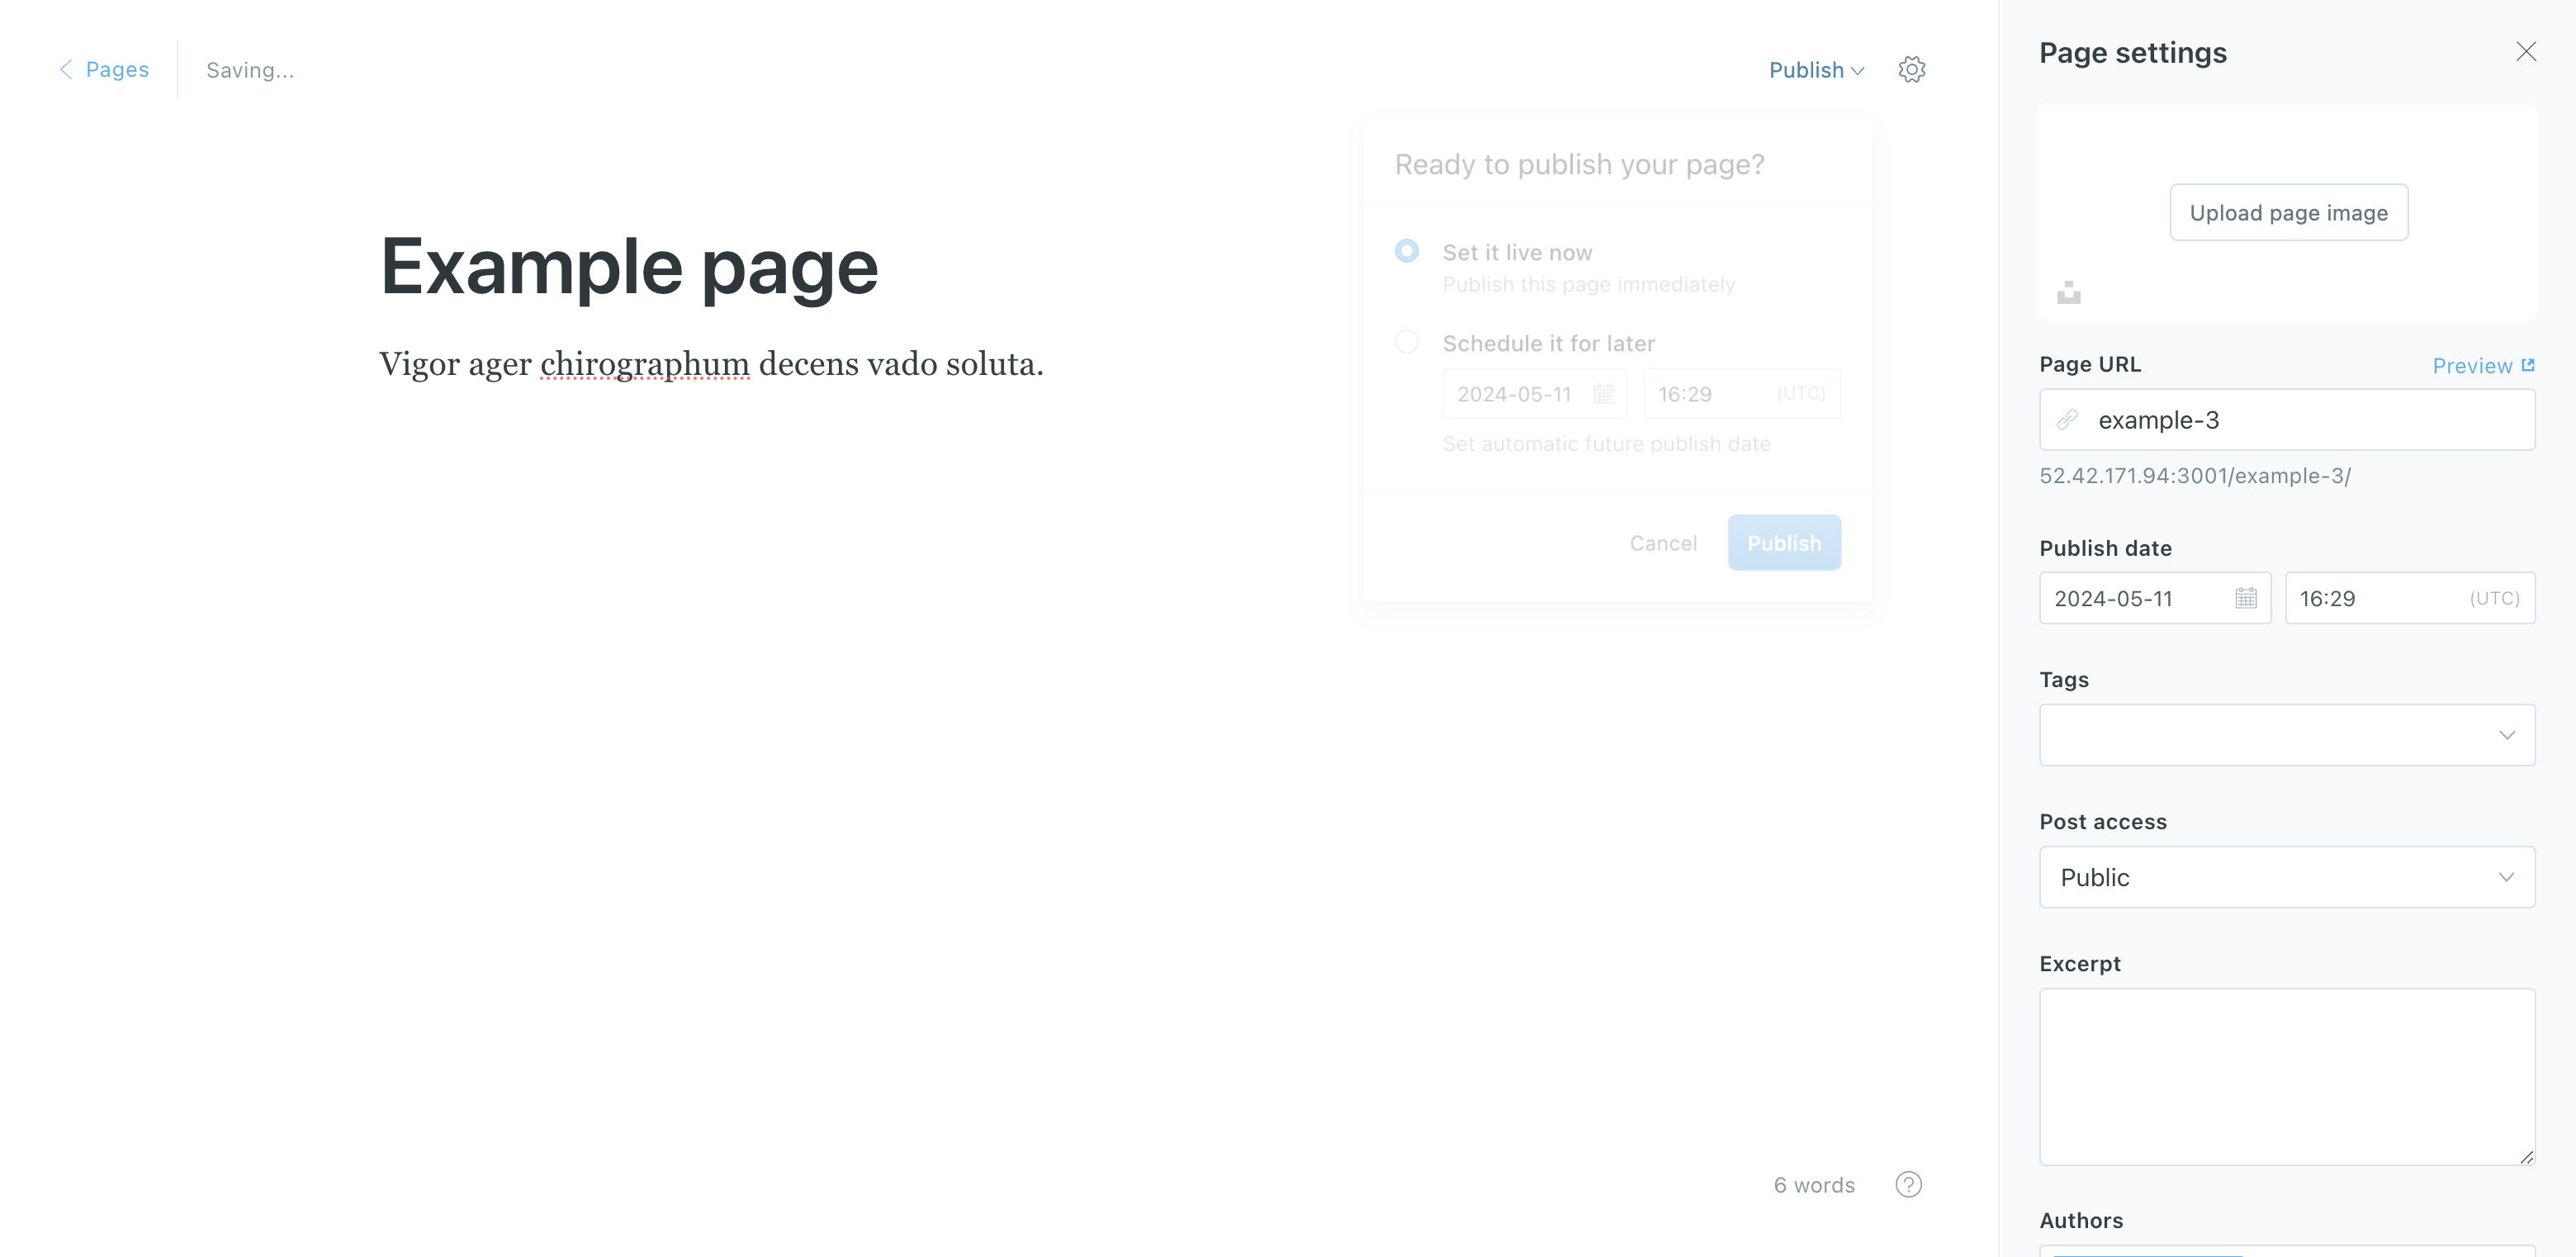 Pages
Saving...
Publish
Example page
Vigor ager chirographum decens vado soluta.
Ready to publish your page?
Set it live now
Publish this page immediately
Schedule it for later
2024-05-11 16:29 (UTC)
Set automatic future publish date
Cancel Publish
6 words
?
Page settings
Upload page image
Page URL Preview
example-3
52.42.171.94:3001/example-3/
Publish date
2024-05-11 16:29 (UTC)
Tags
Post access
Public
Excerpt
Authors